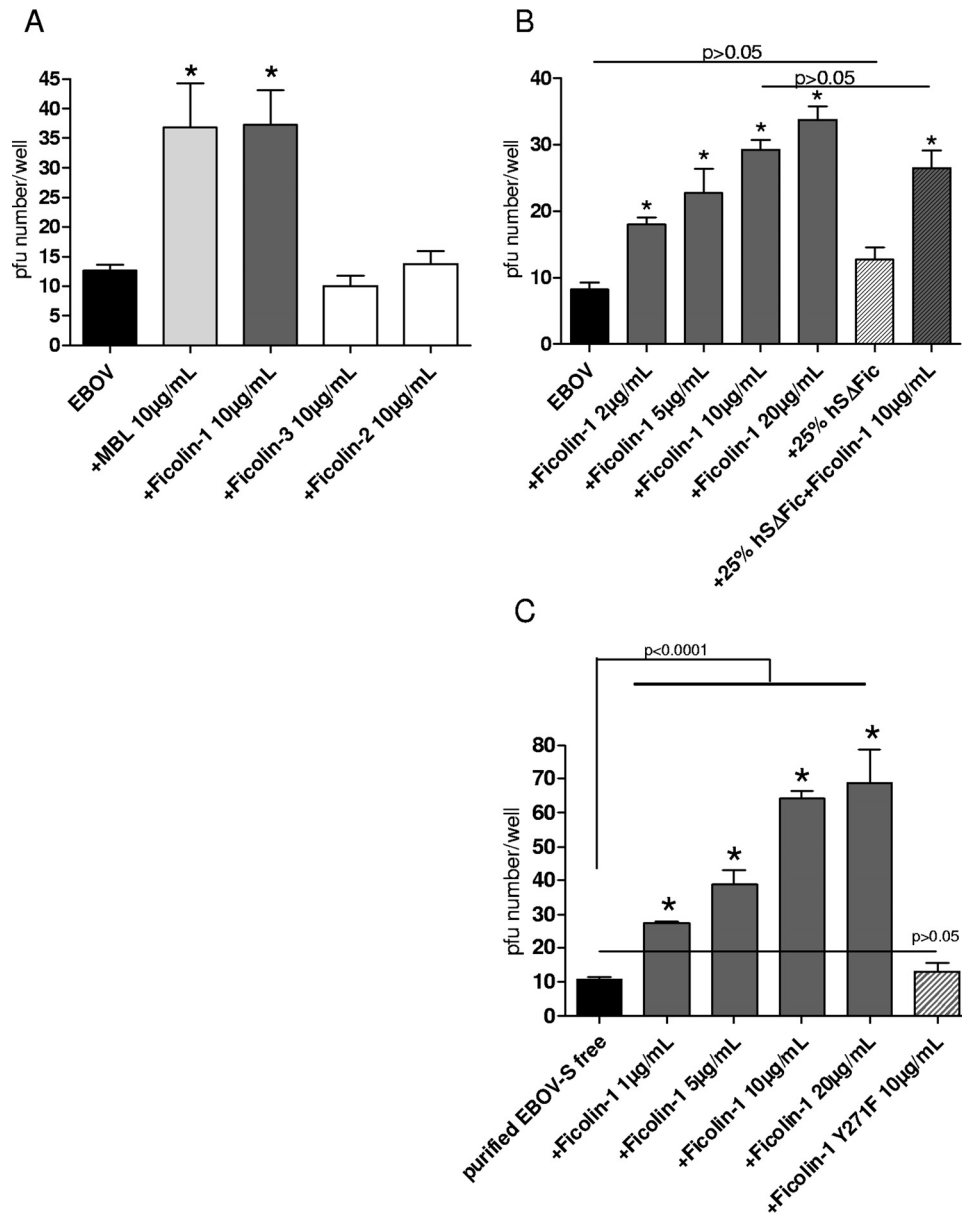 A
pfu number/well
45
40
35
30
25
20
15
10
5
0
*
*
EBOV
+MBL 10µg/mL
+Ficolin-1 10µg/mL
+Ficolin-3 10µg/mL
+Ficolin-2 10µg/mL
B
p>0.05
p>0.05
pfu number/well
40
30
20
10
0
*
*
*
*
*
EBOV
+Ficolin-1 2µg/mL
+Ficolin-1 5µg/mL
+Ficolin-1 10µg/mL
+Ficolin-1 20µg/mL
+25% hSΔFic
+25% hSΔFic+Ficolin-1 10µg/mL
C
p<0.0001
pfu number/well
80
70
60
50
40
30
20
10
0
*
*
*
*
p>0.05
purified EBOV-S free
+Ficolin-1 1µg/mL
+Ficolin-1 5µg/mL
+Ficolin-1 10µg/mL
+Ficolin-1 20µg/mL
+Ficolin-1 Y271F 10µg/mL